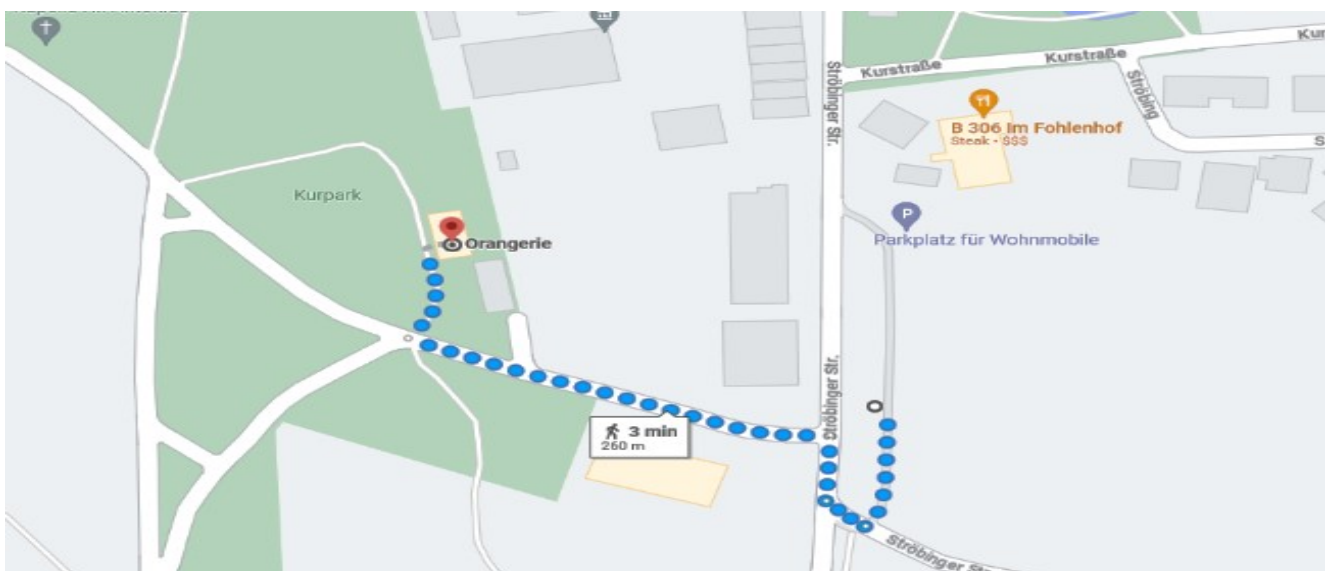 Ströbinger Str.
Kurstraße
Kurstraße
Ströbing
B 306 Im Fohlenhof
Steak · $$$
Kurpark
Orangerie
P
Parkplatz für Wohnmobile
Ströbinger Str.
3 min
260 m
Ströbinger